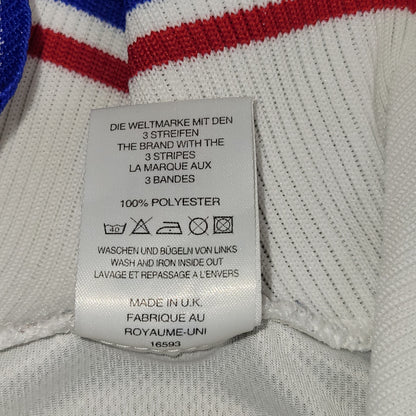 DIE WELTMARKE MIT DEN
3 STREIFEN
THE BRAND WITH THE
3 STRIPES
LA MARQUE AUX
3 BANDES
100% POLYESTER
40
WASCHEN UND BÜGELN VON LINKS
WASH AND IRON INSIDE OUT
LAVAGE ET REPASSAGE A L'ENVERS
MADE IN U.K.
FABRIQUE AU
ROYAUME-UNI
16593